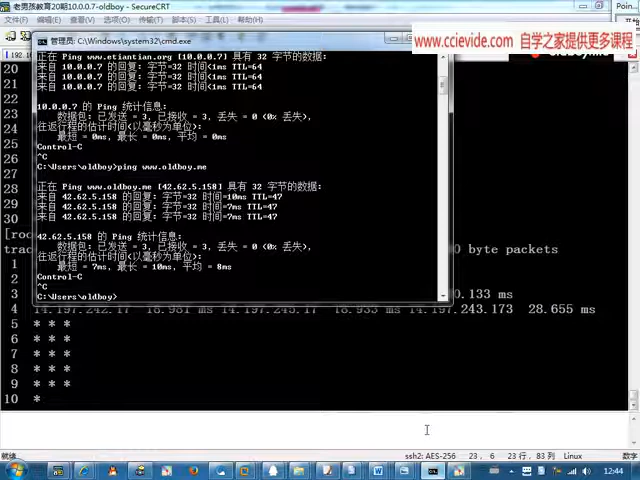 老男孩教育20期10.0.0.7-oldboy - SecureCRT
Poin...
文件(F) 编辑(E) 查看(V) 选项(O) 传输(T) 脚本(S) 工具(L) 帮助(H)
开始
管理员: C:\Windows\system32\cmd.exe
www.ccievide.com 自学之家提供更多课程
192.16
oldboy.me
正在 Ping www.etiantian.org [10.0.0.7] 具有 32 字节的数据:
来自 10.0.0.7 的回复: 字节=32 时间<1ms TTL=64
来自 10.0.0.7 的回复: 字节=32 时间<1ms TTL=64
来自 10.0.0.7 的回复: 字节=32 时间<1ms TTL=64
10.0.0.7 的 Ping 统计信息:
数据包: 已发送 = 3, 已接收 = 3, 丢失 = 0 (0% 丢失),
往返行程的估计时间(以毫秒为单位):
最短 = 0ms, 最长 = 0ms, 平均 = 0ms
Control-C
^C
C:\Users\oldboy>ping www.oldboy.me
正在 Ping www.oldboy.me [42.62.5.158] 具有 32 字节的数据:
来自 42.62.5.158 的回复: 字节=32 时间=10ms TTL=47
来自 42.62.5.158 的回复: 字节=32 时间=7ms TTL=47
来自 42.62.5.158 的回复: 字节=32 时间=7ms TTL=47
42.62.5.158 的 Ping 统计信息:
数据包: 已发送 = 3, 已接收 = 3, 丢失 = 0 (0% 丢失),
往返行程的估计时间(以毫秒为单位):
最短 = 7ms, 最长 = 10ms, 平均 = 8ms
Control-C
^C
C:\Users\oldboy>
20
21
22
23
24
25
26
27
28
29
30
[roo
trac
0 byte packets
1
2
3
0.133 ms
4 14.197.242.17 18.981 ms 14.197.245.17 18.933 ms 14.197.243.173 28.655 ms
5 * * *
6 * * *
7 * * *
8 * * *
9 * * *
10 *
就绪
ssh2: AES-256 23, 6 23 行, 83 列 Linux 数字
12:44